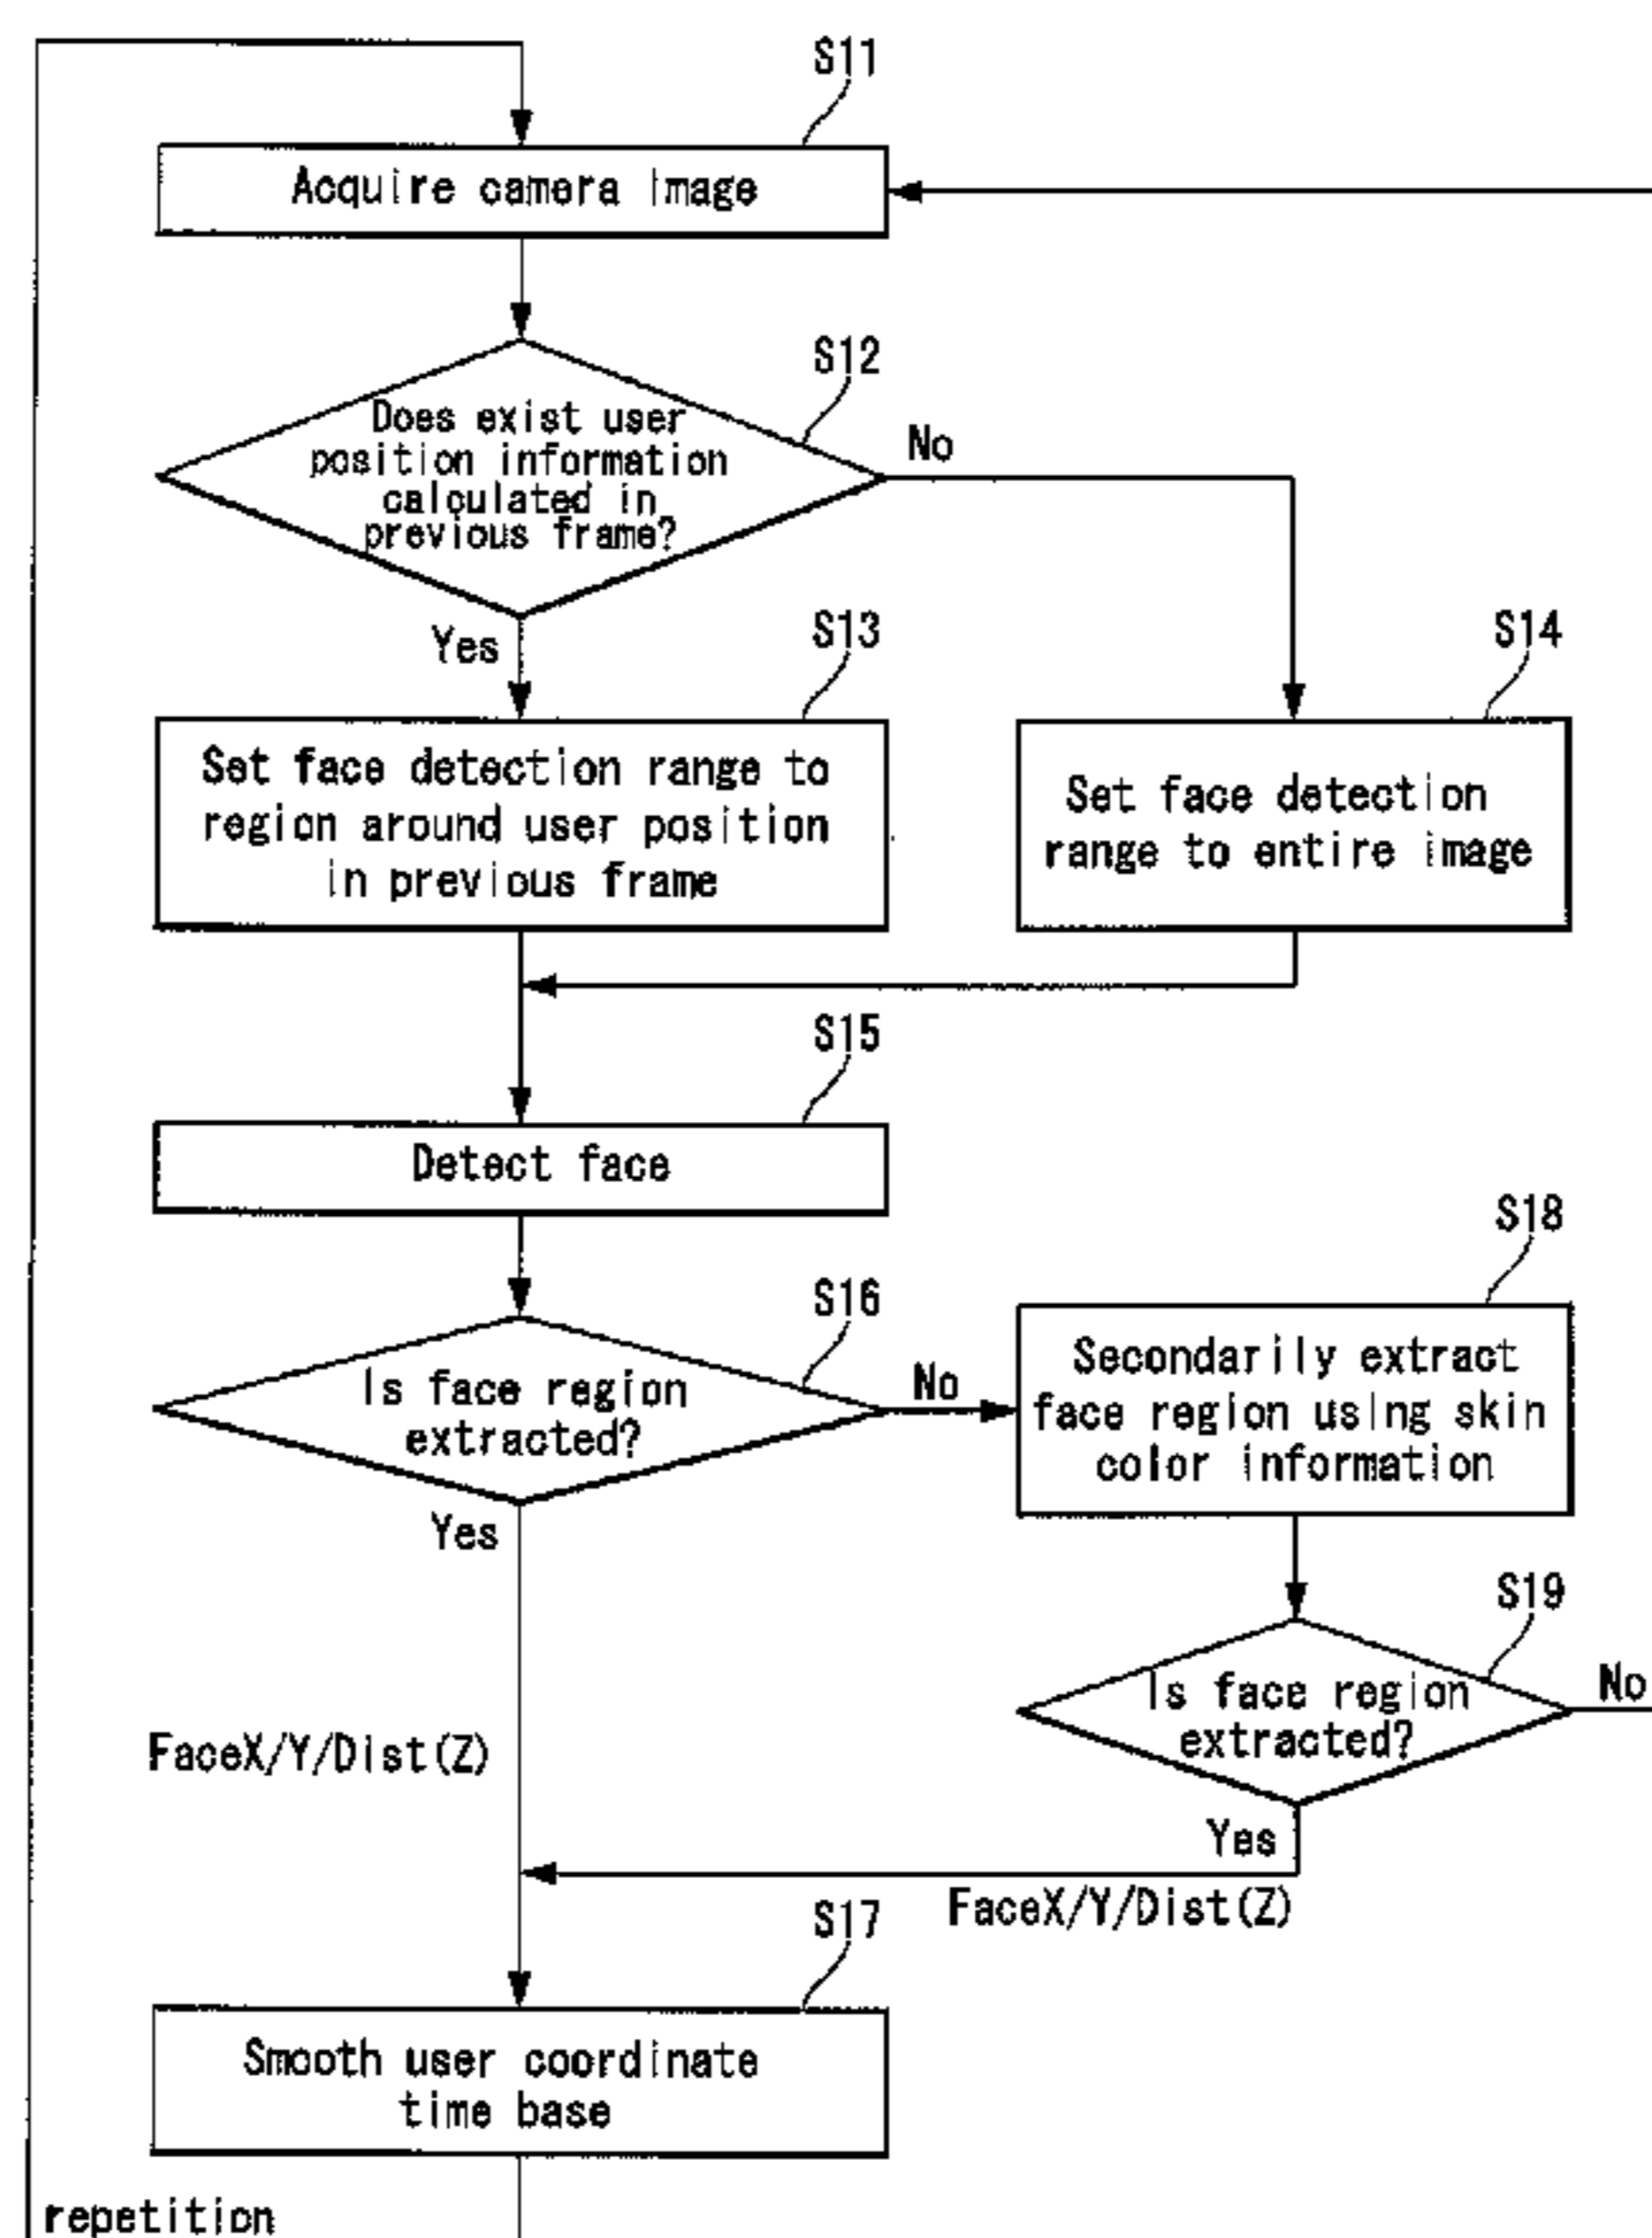 S11
Acquire camera image
S12
Does exist user
position information
calculated in
previous frame?
No
Yes
S13
Set face detection range to
region around user position
in previous frame
S14
Set face detection
range to entire image
S15
Detect face
S16
Is face region
extracted?
No
Yes
S18
Secondarily extract
face region using skin
color information
S19
Is face region
extracted?
No
Yes
FaceX/Y/Dist(Z)
FaceX/Y/Dist(Z)
S17
Smooth user coordinate
time base
repetition